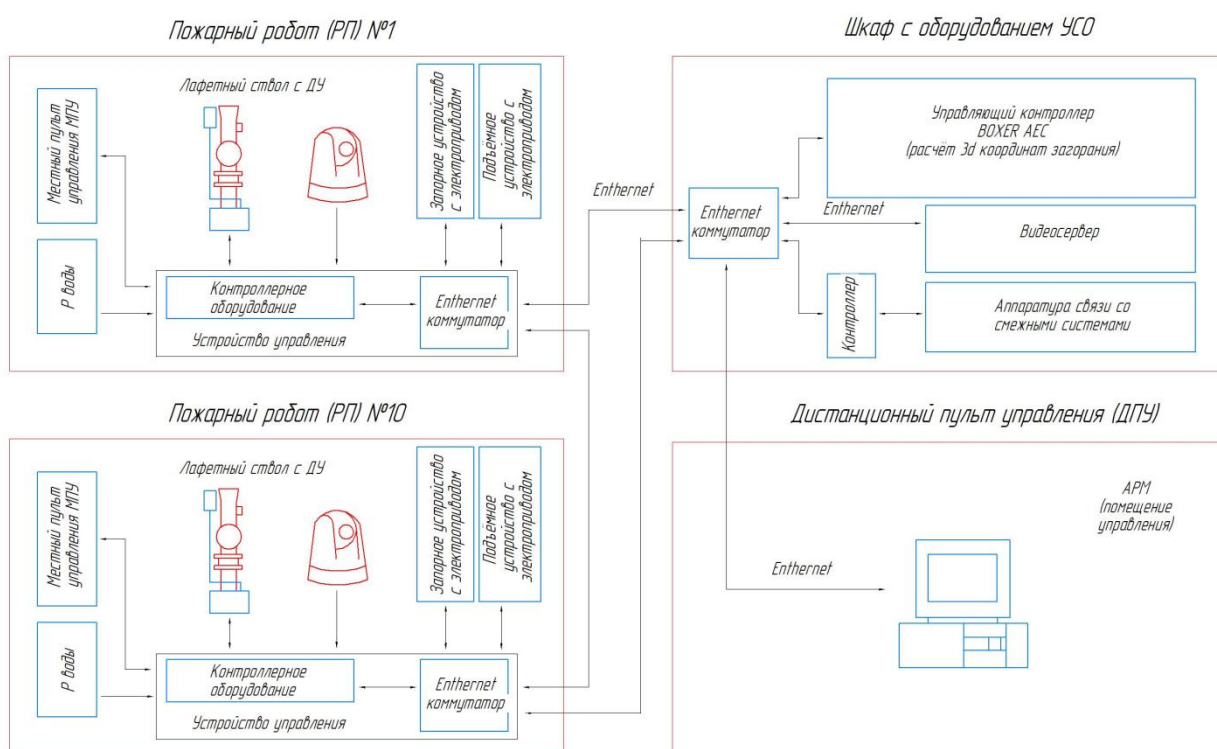 Пожарный робот (РП) №1
Лафетный ствол с ДУ
Местный пульт
управления МПУ
Р воды
Запорное устройство
с электроприводом
Подъёмное
устройство с
электроприводом
Контроллерное
оборудование
Enthernet
коммутатор
Устройство управления
Enthernet
Шкаф с оборудованием УСО
Управляющий контроллер
BOXER AEC
(расчёт 3d координат загорания)
Enthernet
коммутатор
Enthernet
Видеосервер
Контроллер
Аппаратура связи со
смежными системами
Пожарный робот (РП) №10
Лафетный ствол с ДУ
Местный пульт
управления МПУ
Р воды
Запорное устройство
с электроприводом
Подъёмное
устройство с
электроприводом
Контроллерное
оборудование
Enthernet
коммутатор
Устройство управления
Дистанционный пульт управления (ДПУ)
АРМ
(помещение
управления)
Enthernet